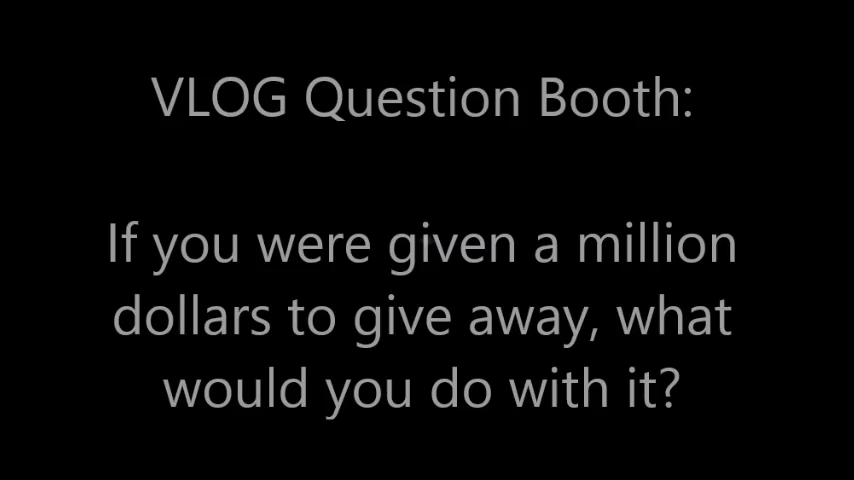 VLOG Question Booth:
If you were given a million
dollars to give away, what
would you do with it?